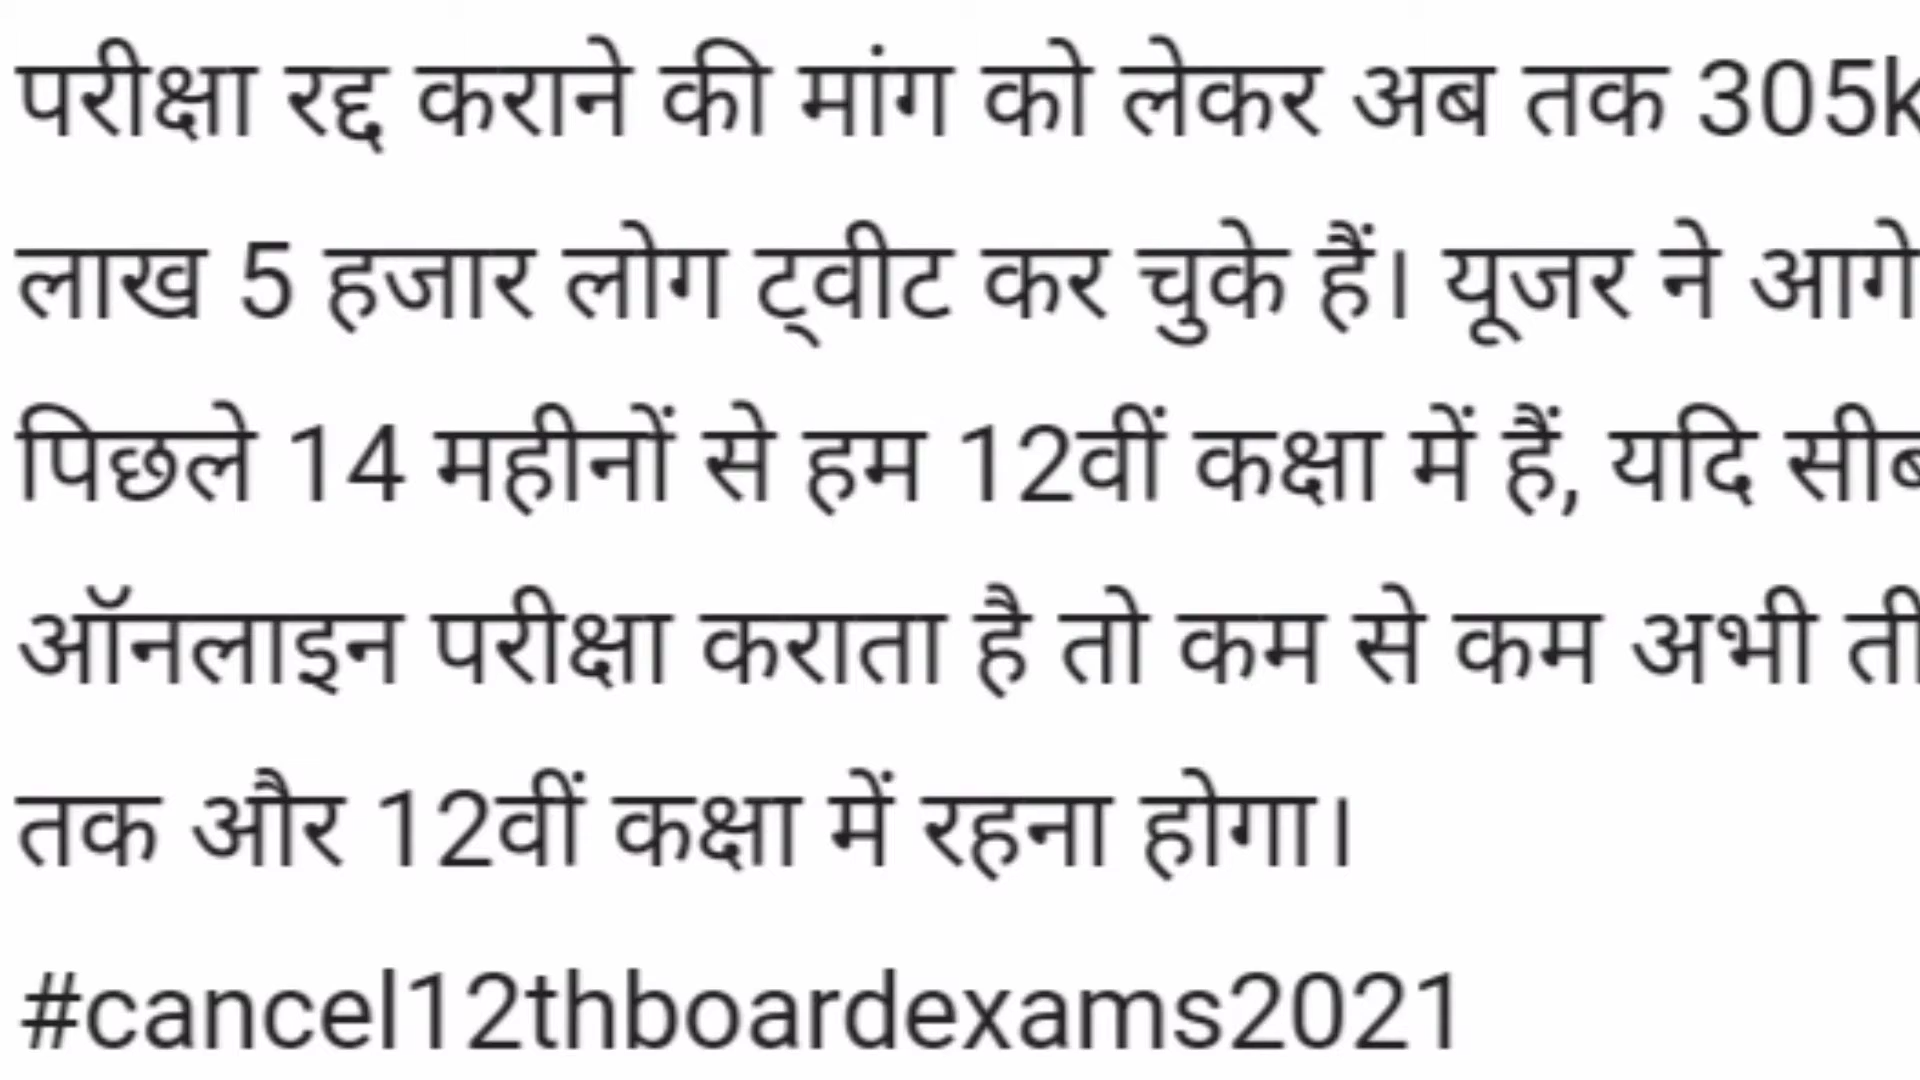 परीक्षा रद्द कराने की मांग को लेकर अब तक 305k
लाख 5 हजार लोग ट्वीट कर चुके हैं। यूजर ने आगे
पिछले 14 महीनों से हम 12वीं कक्षा में हैं, यदि
ऑनलाइन परीक्षा कराता है तो कम से कम अभी
तक और 12वीं कक्षा में रहना होगा।
#cancel12thboardexams2021